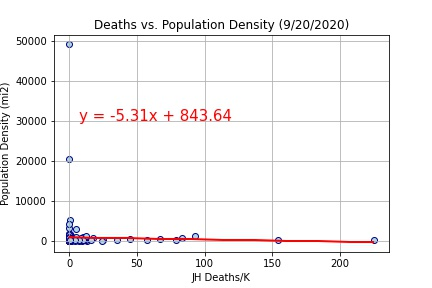 Deaths vs. Population Density (9/20/2020)
50000
40000
30000
20000
10000
0
Population Density (mi2)
y = -5.31x + 843.64
0
50
100
150
200
JH Deaths/K